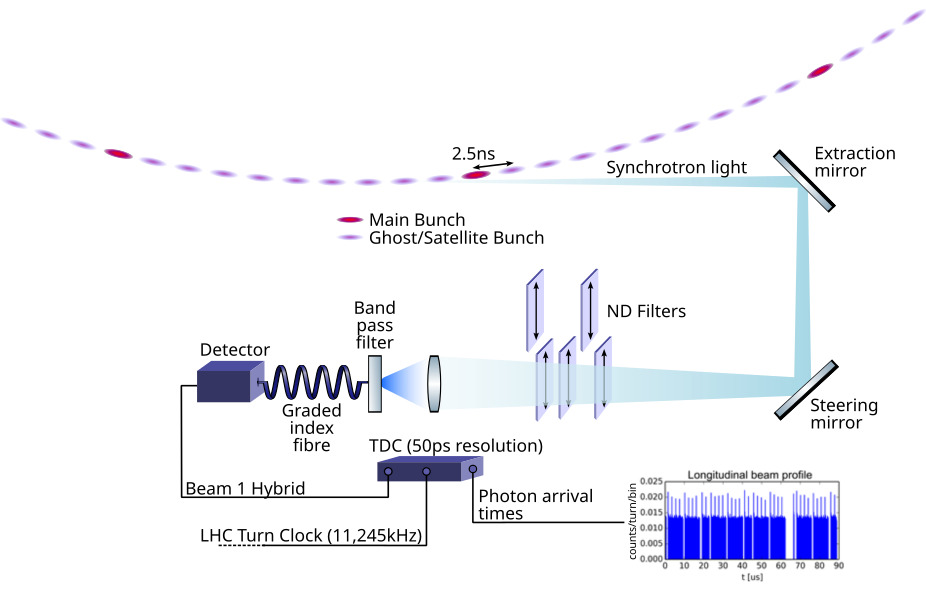 2.5ns
Synchrotron light
Extraction
mirror
Main Bunch
Ghost/Satellite Bunch
ND Filters
Band
pass
filter
Detector
Graded
index
fibre
Steering
mirror
TDC (50ps resolution)
Beam 1 Hybrid
Photon arrival
times
LHC Turn Clock (11,245kHz)
Longitudinal beam profile
counts/turn/bin
0.025
0.020
0.015
0.010
0.005
0.000
0 10 20 30 40 50 60 70 80 90
t [us]